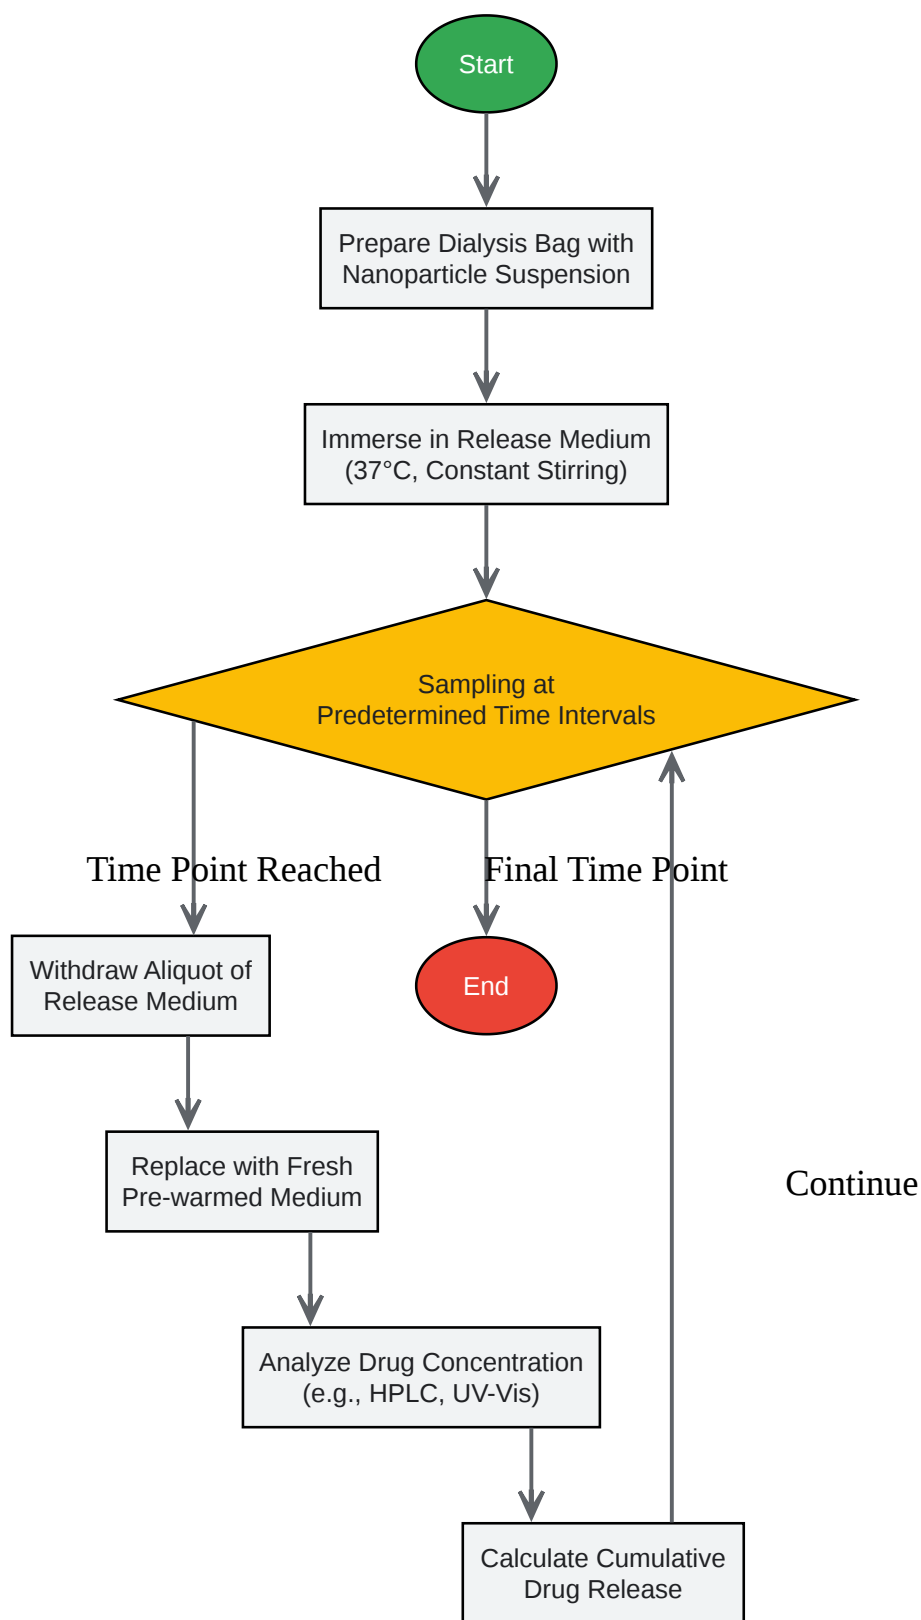 Start
Prepare Dialysis Bag with
Nanoparticle Suspension
Immerse in Release Medium
(37°C, Constant Stirring)
Sampling at
Predetermined Time Intervals
Time Point Reached
Final Time Point
Withdraw Aliquot of
Release Medium
End
Replace with Fresh
Pre-warmed Medium
Continue
Analyze Drug Concentration
(e.g., HPLC, UV-Vis)
Calculate Cumulative
Drug Release